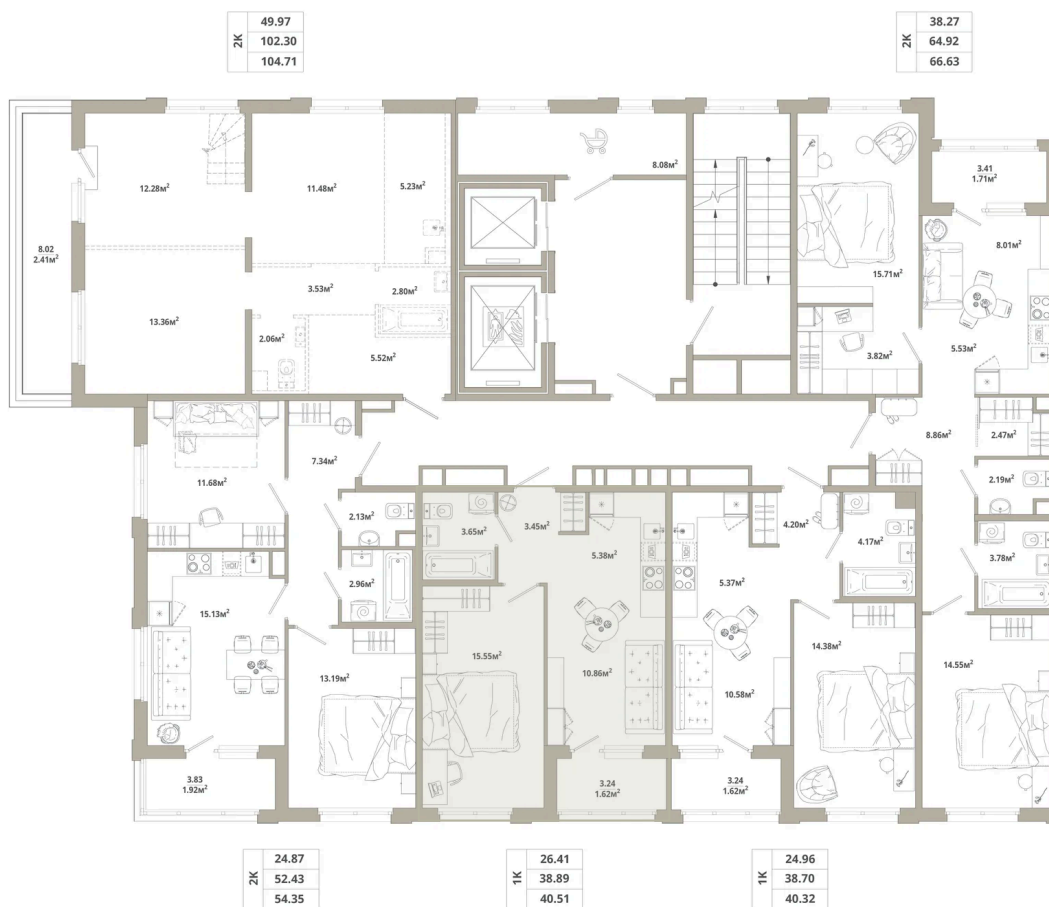 2K
49.97
102.30
104.71
2K
38.27
64.92
66.63
12.28м²
11.48м²
5.23м²
8.08м²
3.41
1.71м²
8.02
2.41м²
8.01м²
15.71м²
3.53м²
2.80м²
13.36м²
2.06м²
5.52м²
5.53м²
3.82м²
8.86м²
2.47м²
7.34м²
11.68м²
2.19м²
2.13м²
3.65м²
3.45м²
4.20м²
4.17м²
5.38м²
3.78м²
2.96м²
5.37м²
15.13м²
14.38м²
15.55м²
14.55м²
10.86м²
13.19м²
10.58м²
3.83
1.92м²
3.24
1.62м²
3.24
1.62м²
2K
24.87
52.43
54.35
1K
26.41
38.89
40.51
1K
24.96
38.70
40.32